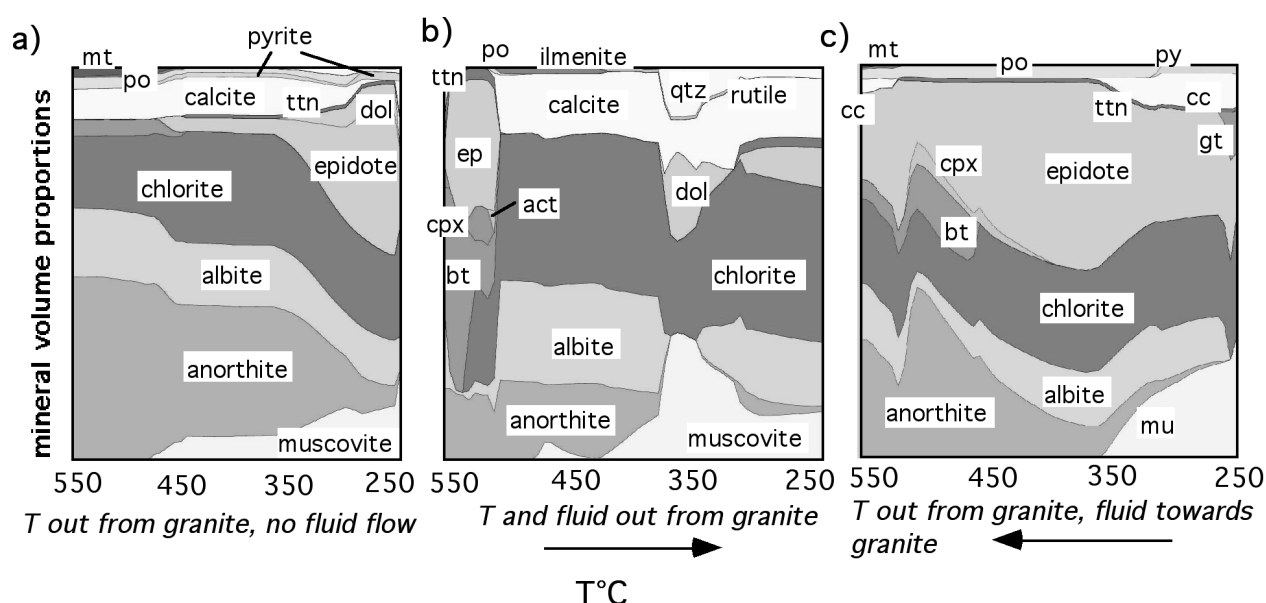 a)
pyrite
mt
po
calcite
ttn
dol
epidote
chlorite
albite
anorthite
muscovite
mineral volume proportions
550 450 350 250
T out from granite, no fluid flow
b)
po
ilmenite
ttn
calcite
qtz
rutile
ep
dol
act
cpx
bt
chlorite
albite
anorthite
muscovite
550 450 350 250
T and fluid out from granite
c)
mt
po
py
cc
ttn
cc
gt
cpx
epidote
bt
chlorite
albite
anorthite
mu
550 450 350 250
T out from granite, fluid towards
granite
T°C